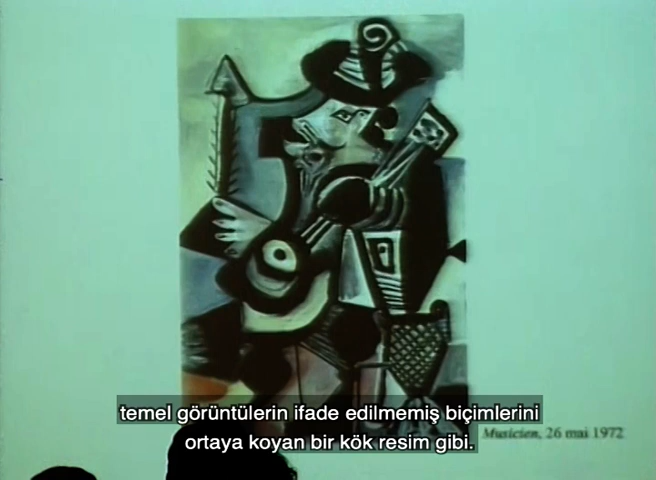 temel görüntülerin ifade edilmemiş biçimlerini
ortaya koyan bir kök resim gibi.
Musicien, 26 mai 1972